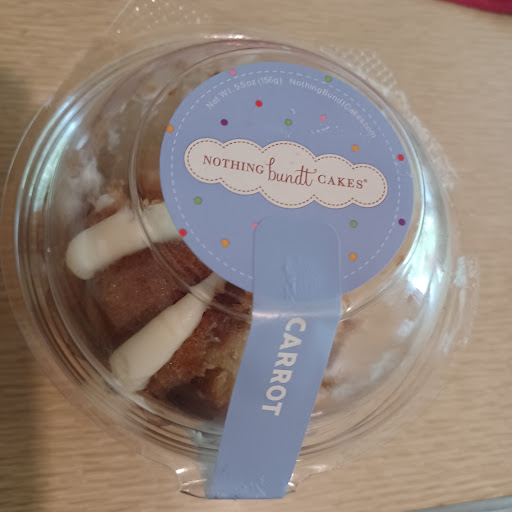 Net Wt. 5.5oz (156g) NothingBundtCakes.com
NOTHING bundt CAKES®
CARROT